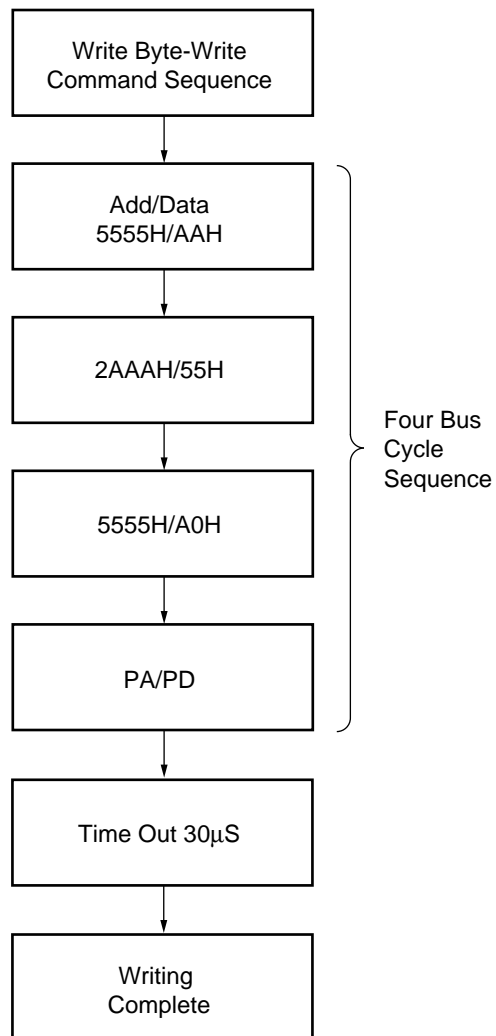 Write Byte-Write
Command Sequence
Add/Data
5555H/AAH
2AAAH/55H
5555H/A0H
PA/PD
Four Bus
Cycle
Sequence
Time Out 30μS
Writing
Complete